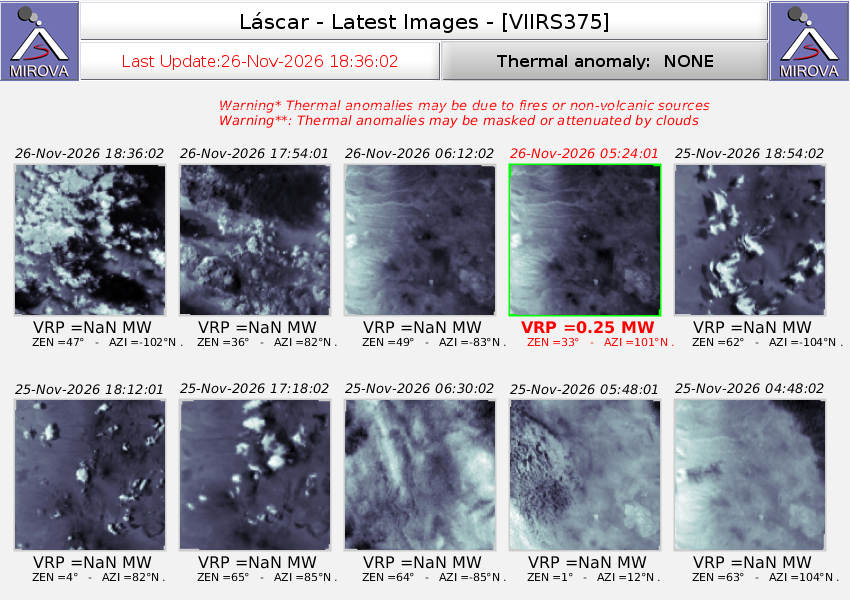 Láscar - Latest Images - [VIIRS375]
MIROVA
Last Update:26-Nov-2026 18:36:02
Thermal anomaly: NONE
MIROVA
Warning* Thermal anomalies may be due to fires or non-volcanic sources
Warning**: Thermal anomalies may be masked or attenuated by clouds
26-Nov-2026 18:36:02
26-Nov-2026 17:54:01
26-Nov-2026 06:12:02
26-Nov-2026 05:24:01
25-Nov-2026 18:54:02
VRP =NaN MW
VRP =NaN MW
VRP =NaN MW
VRP =0.25 MW
VRP =NaN MW
ZEN =47° - AZI =-102°N .
ZEN =36° - AZI =82°N .
ZEN =49° - AZI =-83°N .
ZEN =33° - AZI =101°N .
ZEN =62° - AZI =-104°N .
25-Nov-2026 18:12:01
25-Nov-2026 17:18:02
25-Nov-2026 06:30:02
25-Nov-2026 05:48:01
25-Nov-2026 04:48:02
VRP =NaN MW
VRP =NaN MW
VRP =NaN MW
VRP =NaN MW
VRP =NaN MW
ZEN =4° - AZI =82°N .
ZEN =65° - AZI =85°N .
ZEN =64° - AZI =-85°N .
ZEN =1° - AZI =12°N .
ZEN =63° - AZI =104°N .